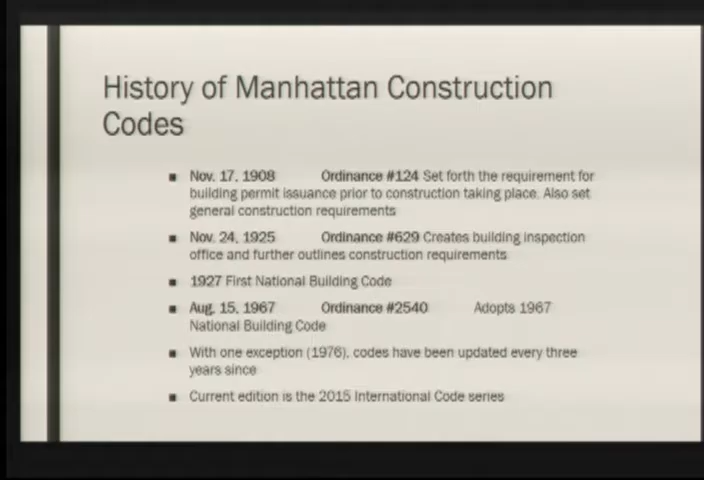 History of Manhattan Construction
Codes
▪ Nov. 17, 1908 Ordinance #124 Set forth the requirement for
building permit issuance prior to construction taking place. Also set
general construction requirements
▪ Nov. 24, 1925 Ordinance #629 Creates building inspection
office and further outlines construction requirements
▪ 1927 First National Building Code
▪ Aug. 15, 1967 Ordinance #2540 Adopts 1967
National Building Code
▪ With one exception (1976), codes have been updated every three
years since
▪ Current edition is the 2015 International Code series